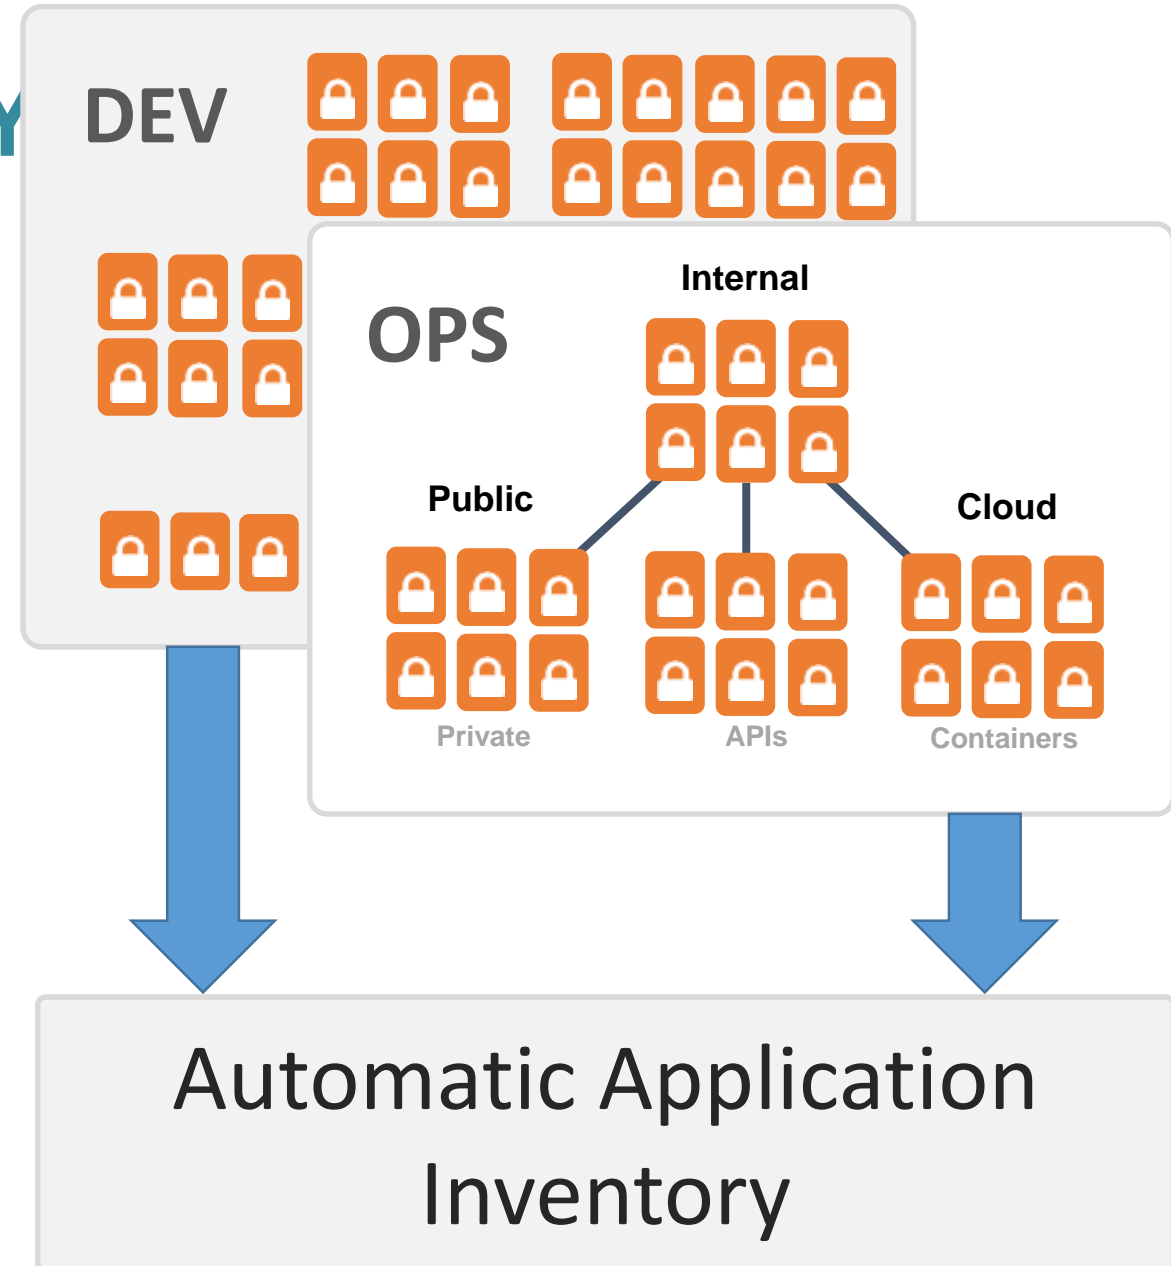 Y
DEV
OPS
Internal
Public
Cloud
Private
APIs
Containers
Automatic Application
Inventory